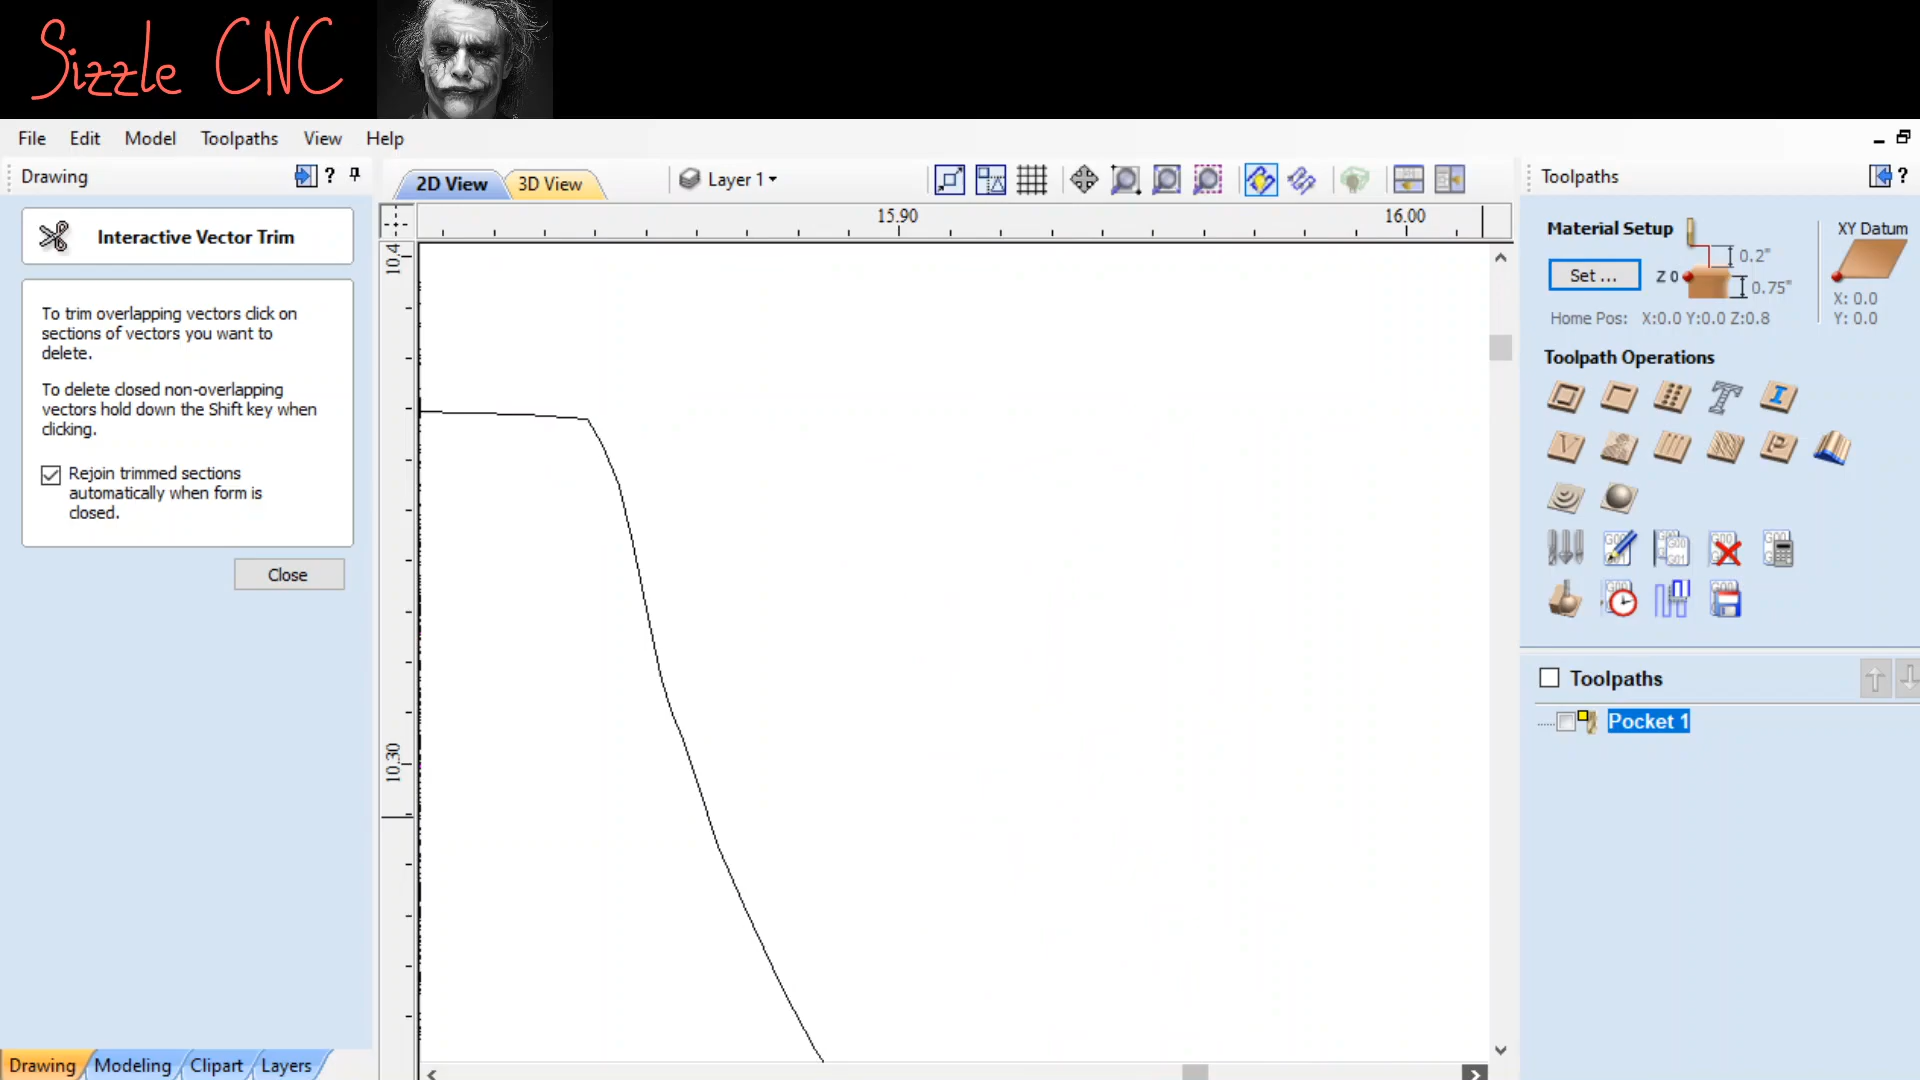 Sizzle CNC
File Edit Model Toolpaths View Help
Drawing ?
2D View 3D View Layer 1
Toolpaths ?
Interactive Vector Trim
15.90 16.00
10.4
10.30
To trim overlapping vectors click on
sections of vectors you want to
delete.
To delete closed non-overlapping
vectors hold down the Shift key when
clicking.
Rejoin trimmed sections
automatically when form is
closed.
Close
Material Setup
Set ...
Z 0
0.2"
0.75"
Home Pos: X:0.0 Y:0.0 Z:0.8
XY Datum
X: 0.0
Y: 0.0
Toolpath Operations
Toolpaths
Pocket 1
Drawing Modeling Clipart Layers